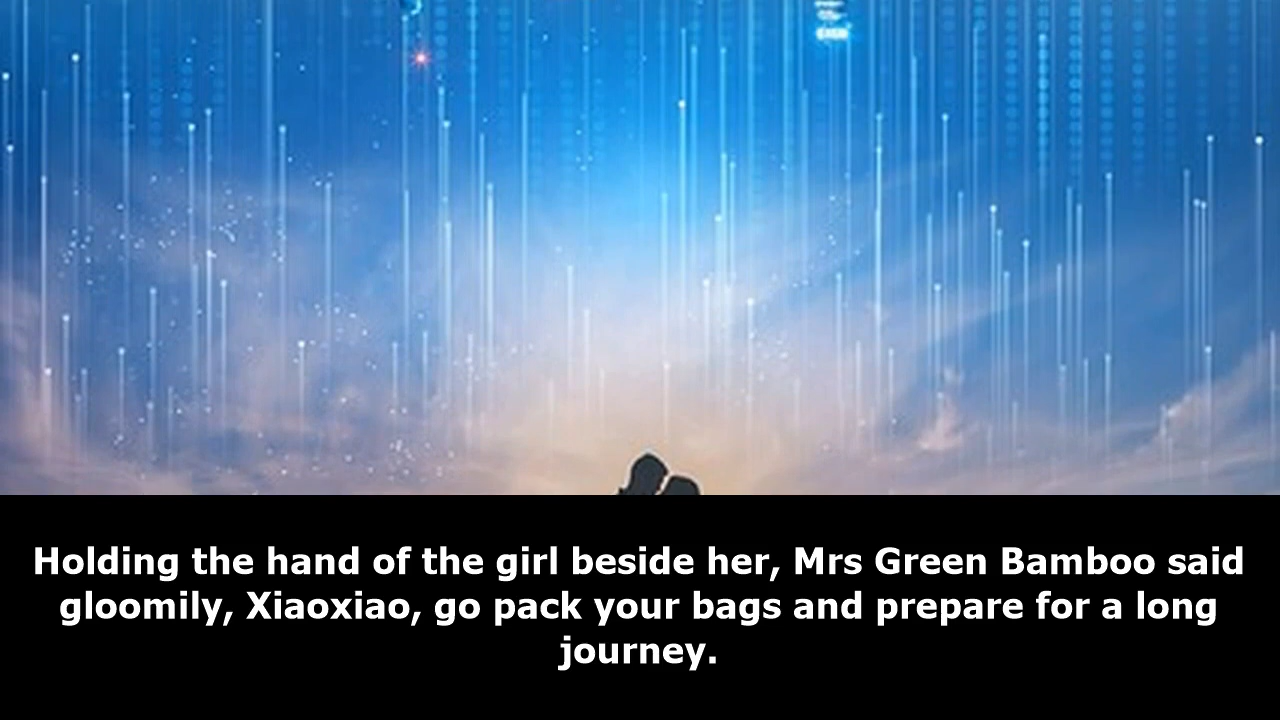 Holding the hand of the girl beside her, Mrs Green Bamboo said
gloomily, Xiaoxiao, go pack your bags and prepare for a long
journey.